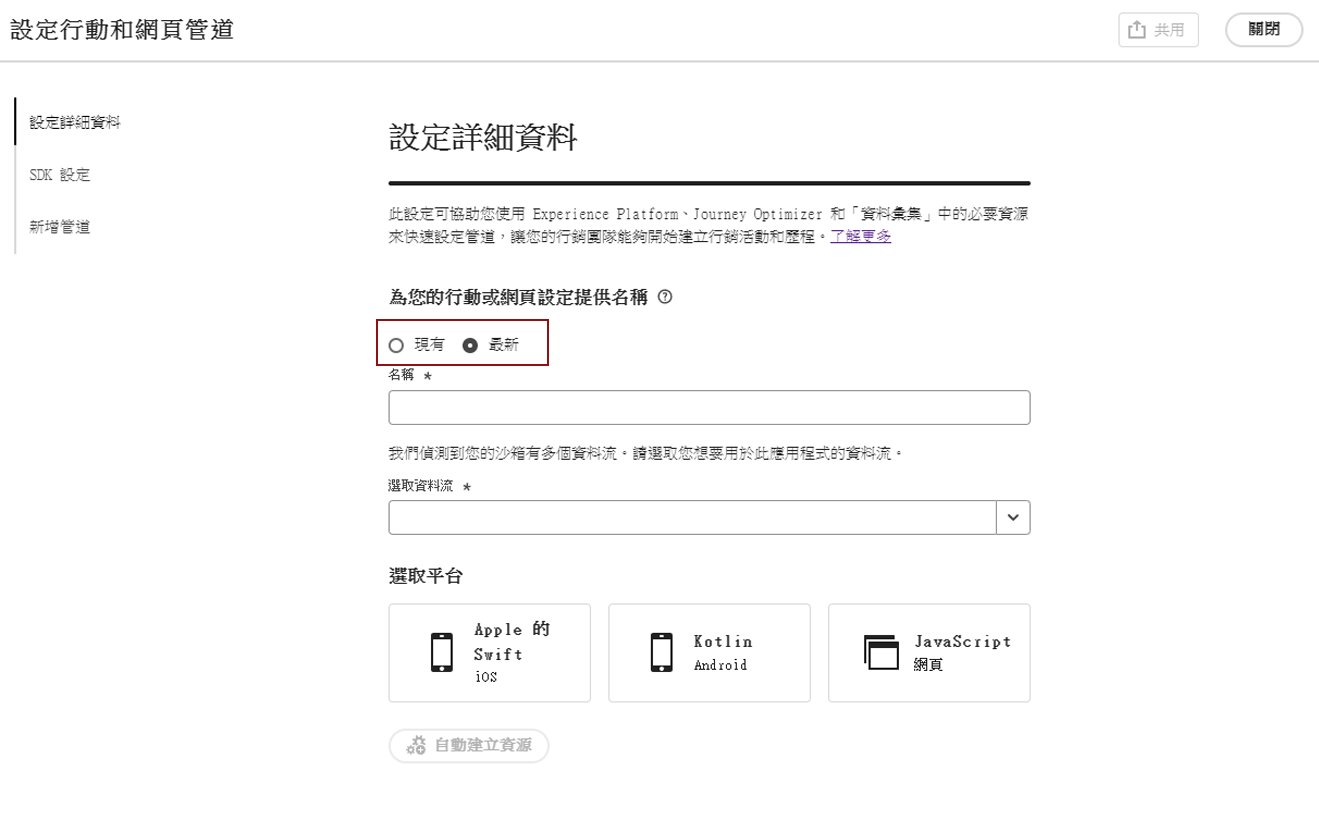 設定行動和網頁管道
共用
關閉
設定詳細資料
SDK 設定
新增管道
設定詳細資料
此設定可協助您使用 Experience Platform、Journey Optimizer 和「資料彙集」中的必要資源
來快速設定管道，讓您的行銷團隊能夠開始建立行銷活動和歷程。了解更多
為您的行動或網頁設定提供名稱
現有
最新
名稱 *
我們偵測到您的沙箱有多個資料流。請選取您想要用於此應用程式的資料流。
選取資料流 *
選取平台
Apple 的
Swift
iOS
Kotlin
Android
JavaScript
網頁
自動建立資源